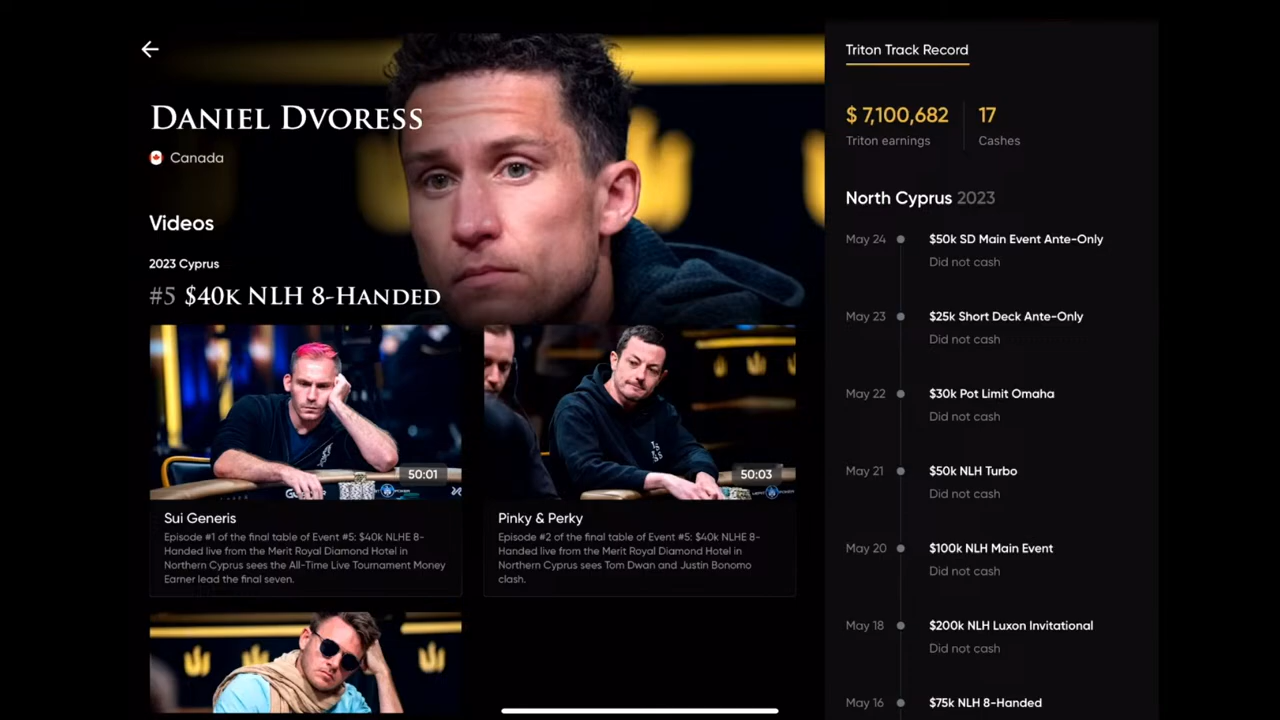 DANIEL DVORESS
Canada
Videos
2023 Cyprus
#5 $40K NLH 8-HANDED
50:01
50:03
Sui Generis
Episode #1 of the final table of Event #5: $40k NLHE 8-
Handed live from the Merit Royal Diamond Hotel in
Northern Cyprus sees the All-Time Live Tournament Money
Earner lead the final seven.
Pinky & Perky
Episode #2 of the final table of Event #5: $40k NLHE 8-
Handed live from the Merit Royal Diamond Hotel in
Northern Cyprus sees Tom Dwan and Justin Bonomo
clash.
Triton Track Record
$ 7,100,682
Triton earnings
17
Cashes
North Cyprus 2023
May 24
$50k SD Main Event Ante-Only
Did not cash
May 23
$25k Short Deck Ante-Only
Did not cash
May 22
$30k Pot Limit Omaha
Did not cash
May 21
$50k NLH Turbo
Did not cash
May 20
$100k NLH Main Event
Did not cash
May 18
$200k NLH Luxon Invitational
Did not cash
May 16
$75k NLH 8-Handed